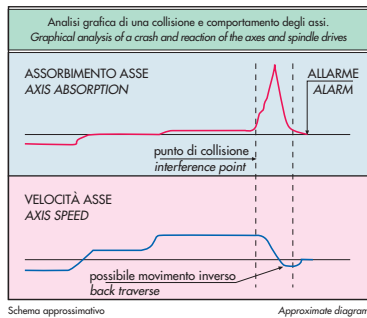 Analisi grafica di una collisione e comportamento degli assi.
Graphical analysis of a crash and reaction of the axes and spindle drives
ASSORBIMENTO ASSE
AXIS ABSORPTION
ALLARME
ALARM
punto di collisione
interference point
VELOCITÀ ASSE
AXIS SPEED
possibile movimento inverso
back traverse
Schema approssimativo
Approximate diagram